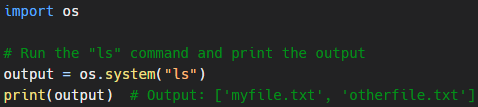 import os
# Run the "ls" command and print the output
output = os.system("ls")
print(output)  # Output: ['myfile.txt', 'otherfile.txt']